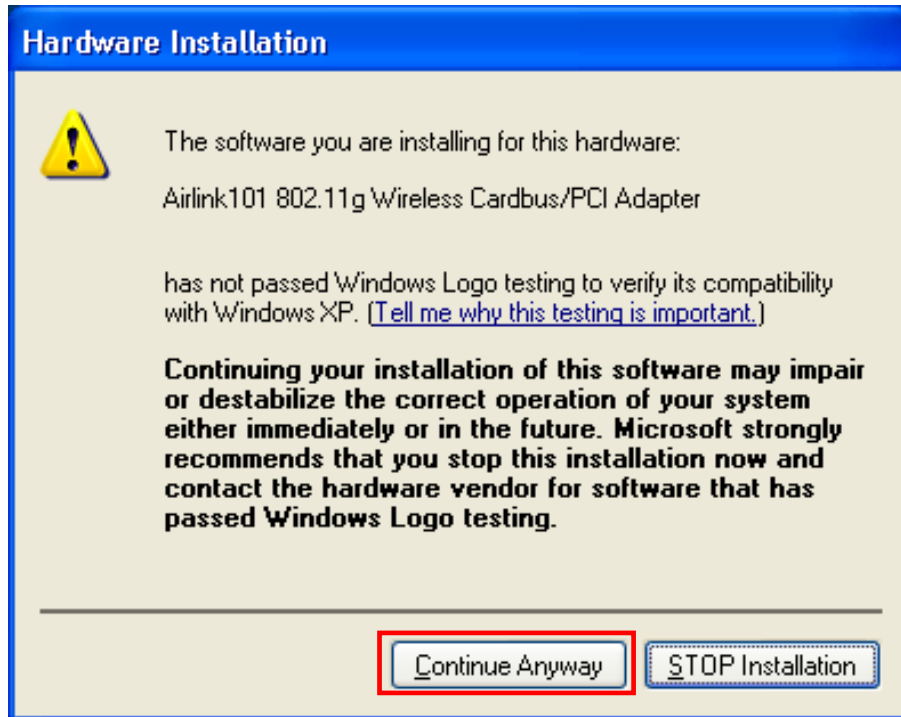 Hardware Installation
The software you are installing for this hardware:
Airlink101 802.11g Wireless Cardbus/PCI Adapter
has not passed Windows Logo testing to verify its compatibility
with Windows XP. (Tell me why this testing is important.)
Continuing your installation of this software may impair
or destabilize the correct operation of your system
either immediately or in the future. Microsoft strongly
recommends that you stop this installation now and
contact the hardware vendor for software that has
passed Windows Logo testing.
Continue Anyway STOP Installation